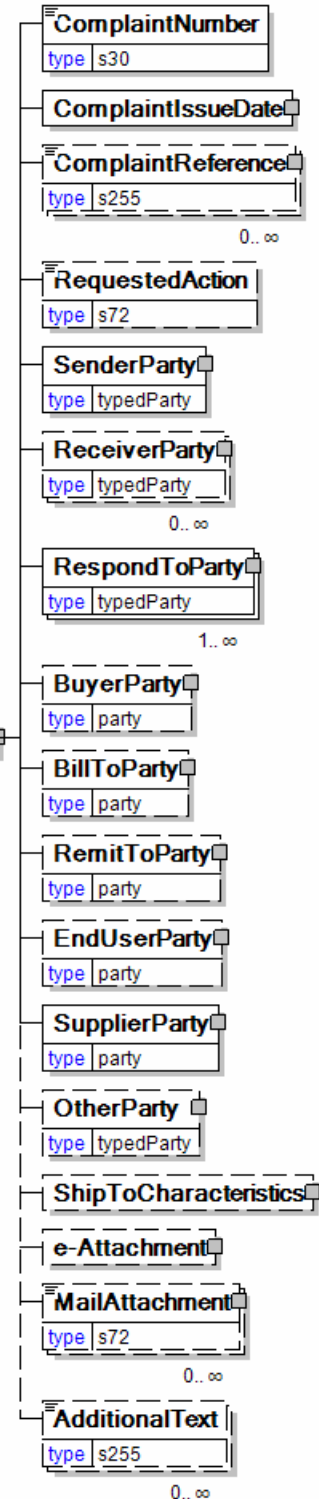 ComplaintNumber
type s30
ComplaintIssueDate
ComplaintReference
type s255
0.. ∞
RequestedAction
type s72
SenderParty
type typedParty
ReceiverParty
type typedParty
0.. ∞
RespondToParty
type typedParty
1.. ∞
BuyerParty
type party
BillToParty
type party
RemitToParty
type party
EndUserParty
type party
SupplierParty
type party
OtherParty
type typedParty
ShipToCharacteristics
e-Attachment
MailAttachment
type s72
0.. ∞
AdditionalText
type s255
0.. ∞